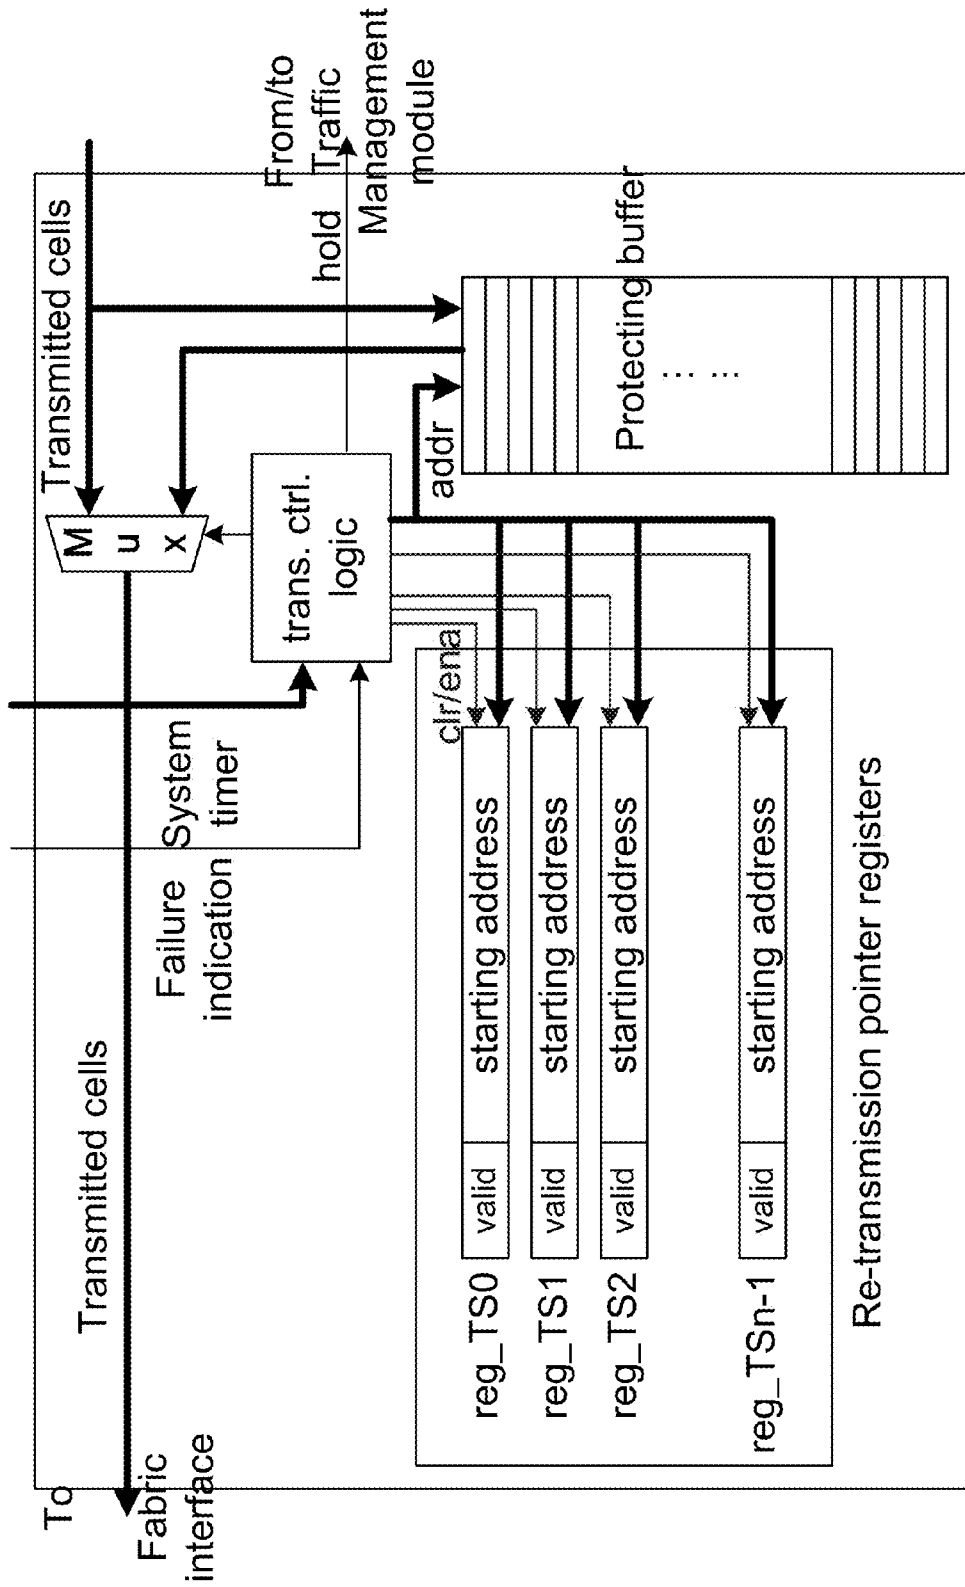 To
Fabric
interface
Transmitted cells
Failure
indication
System
timer
M
u
x
Transmitted cells
trans. ctrl.
logic
hold
From/to
Traffic
Management
module
clr/ena
addr
Protecting buffer
... ...
reg_TS0
valid
starting address
reg_TS1
valid
starting address
reg_TS2
valid
starting address
reg_TSn-1
valid
starting address
Re-transmission pointer registers